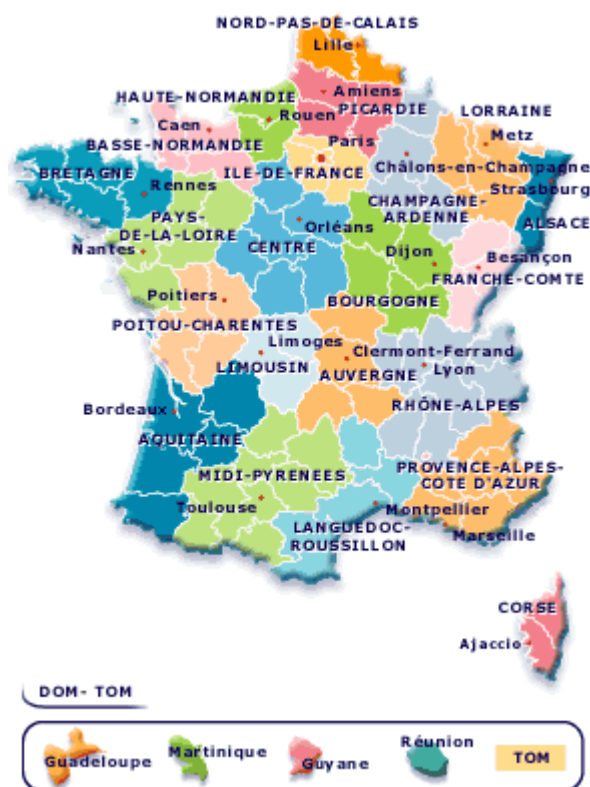 NORD-PAS-DE-CALAIS
Lille
Amiens
HAUTE-NORMANDIE
PICARDIE
Rouen
LORRAINE
Caen
Metz
BASSE-NORMANDIE
Paris
Châlons-en-Champagne
BRETAGNE
ILE-DE-FRANCE
Strasbourg
Rennes
CHAMPAGNE-
ARDENNE
PAYS-
DE-LA-LOIRE
Orléans
ALSACE
Nantes
CENTRE
Dijon
Besançon
FRANCHE-COMTE
Poitiers
BOURGOGNE
POITOU-CHARENTES
Limoges
Clermont-Ferrand
LIMOUSIN
AUVERGNE
Lyon
Bordeaux
RHÔNE-ALPES
AQUITAINE
MIDI-PYRENEES
PROVENCE-ALPES-
COTE D'AZUR
Toulouse
Montpellier
LANGUEDOC-
ROUSSILLON
Marseille
CORSE
Ajaccio
DOM- TOM
Guadeloupe
Martinique
Guyane
Réunion
TOM